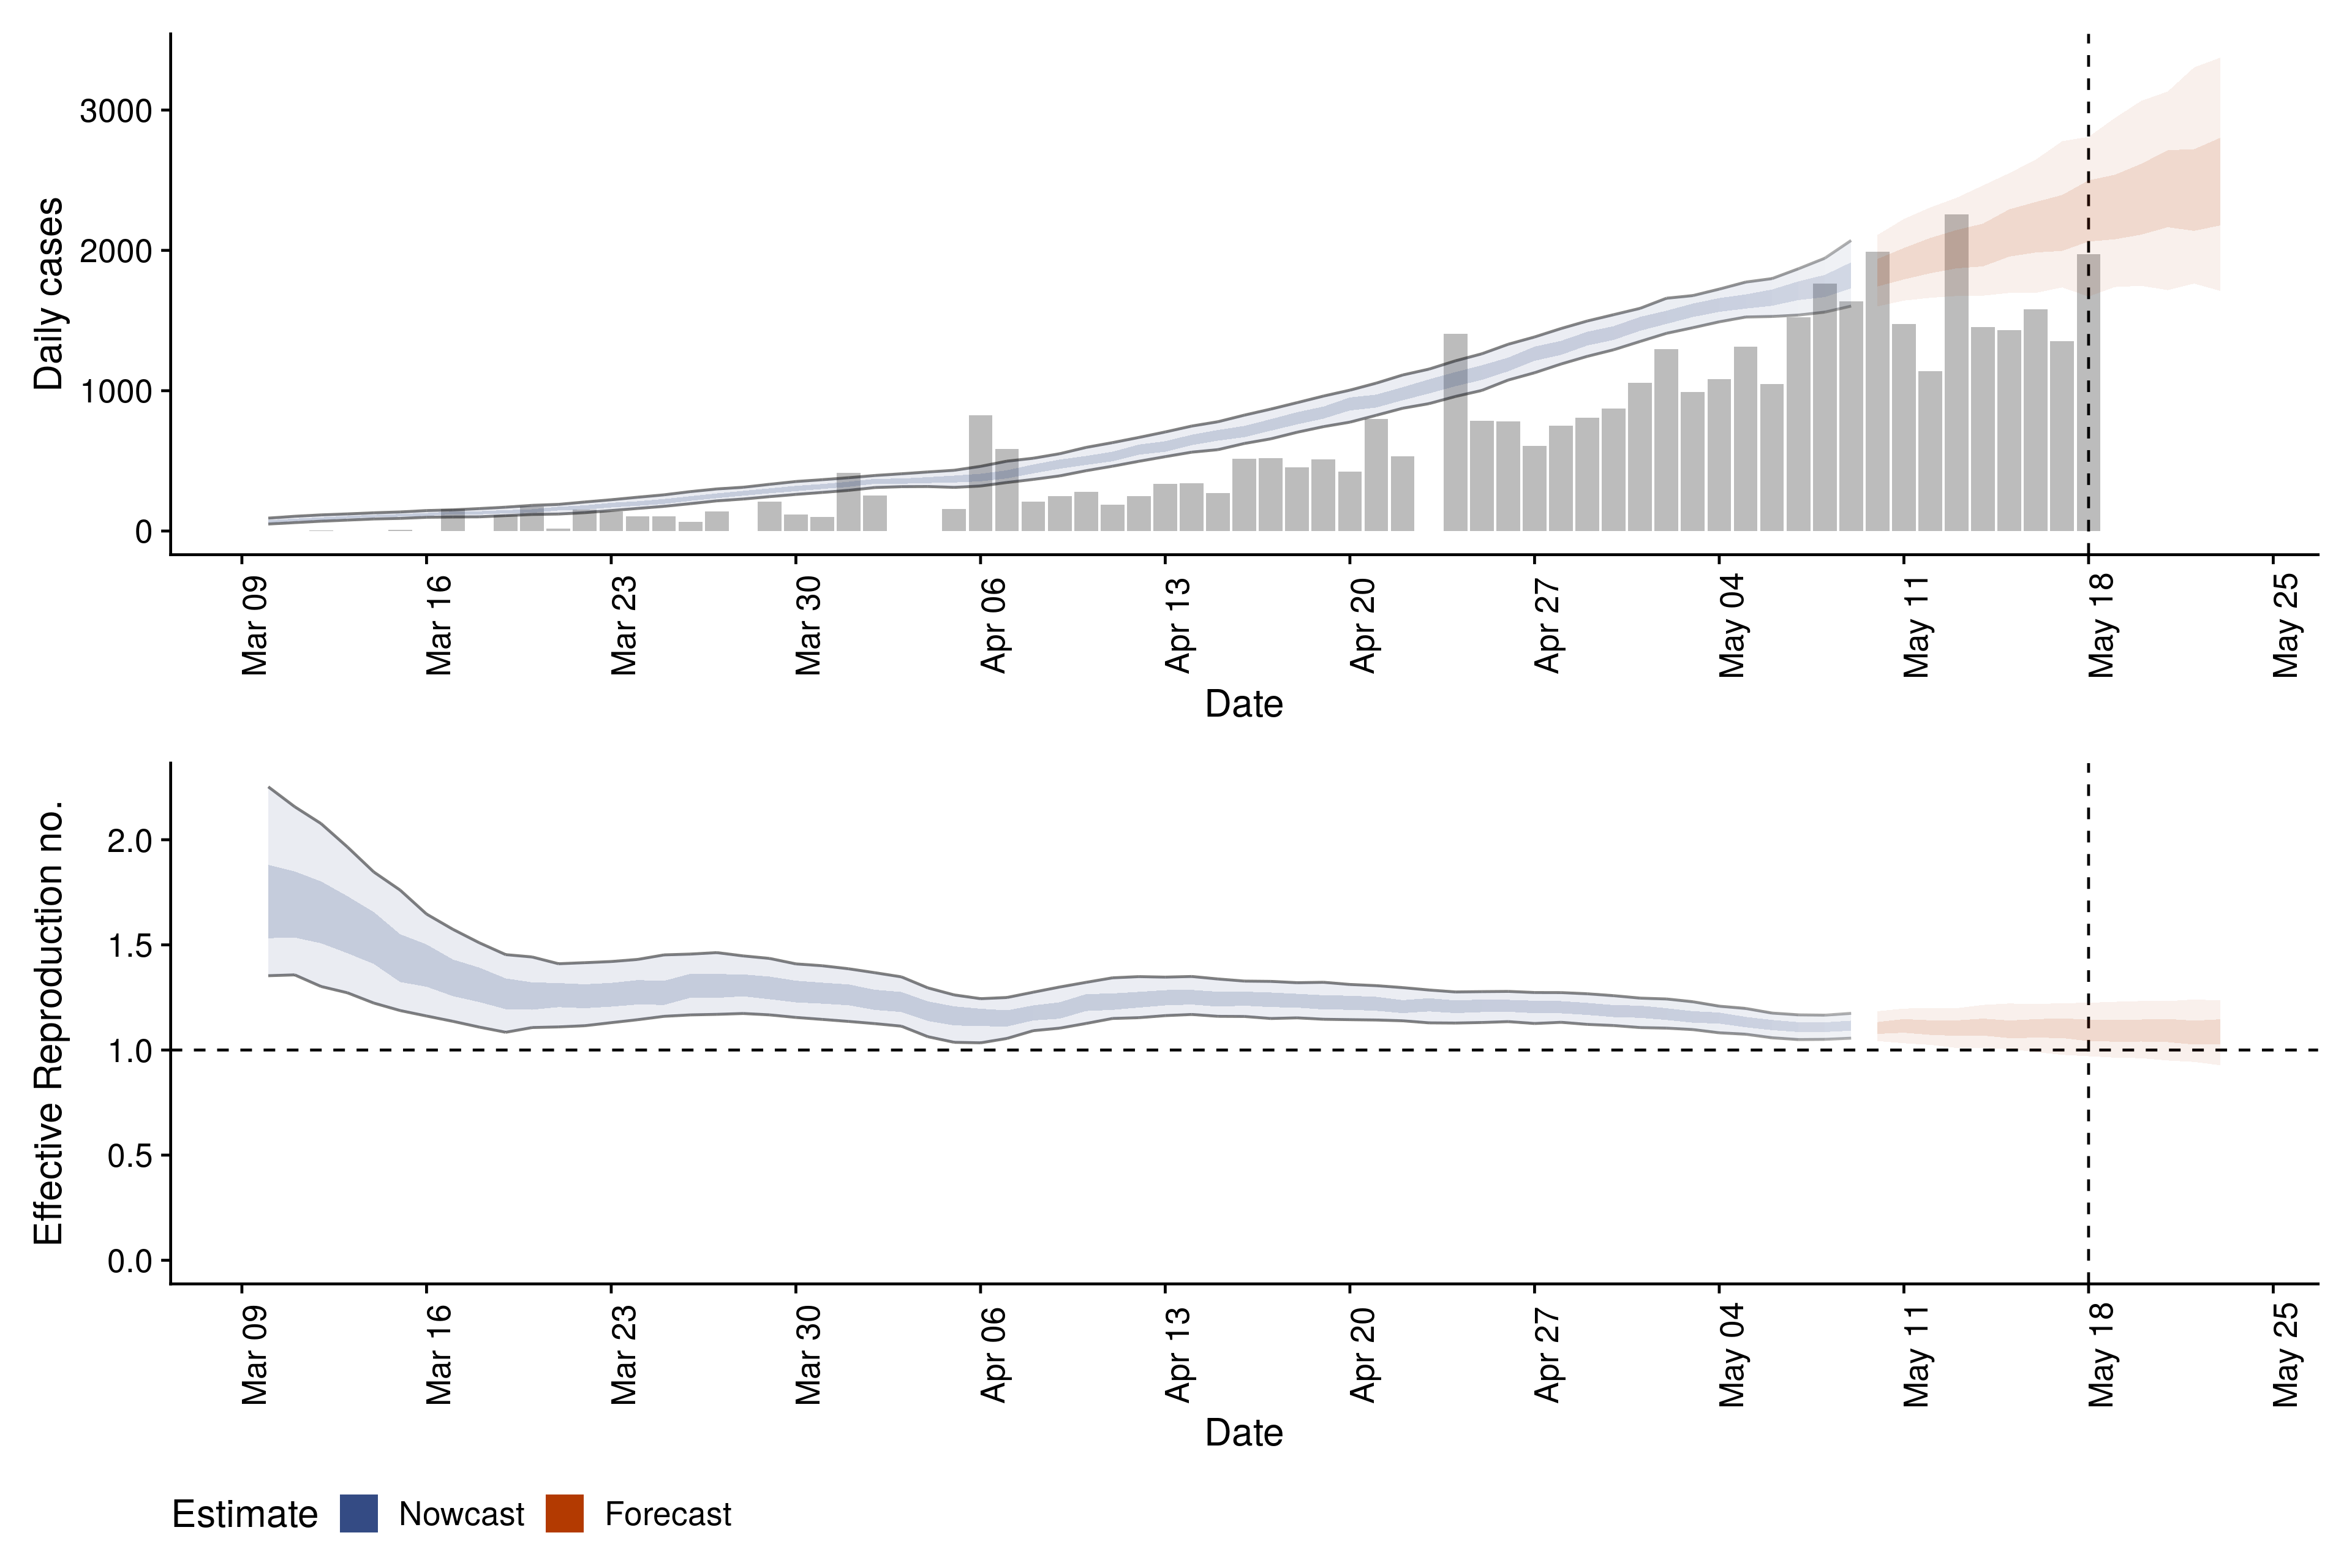 Daily cases
3000
2000
1000
0
Mar 09
Mar 16
Mar 23
Mar 30
Apr 06
Apr 13
Apr 20
Apr 27
May 04
May 11
May 18
May 25
Date
Effective Reproduction no.
2.0
1.5
1.0
0.5
0.0
Mar 09
Mar 16
Mar 23
Mar 30
Apr 06
Apr 13
Apr 20
Apr 27
May 04
May 11
May 18
May 25
Date
Estimate Nowcast Forecast